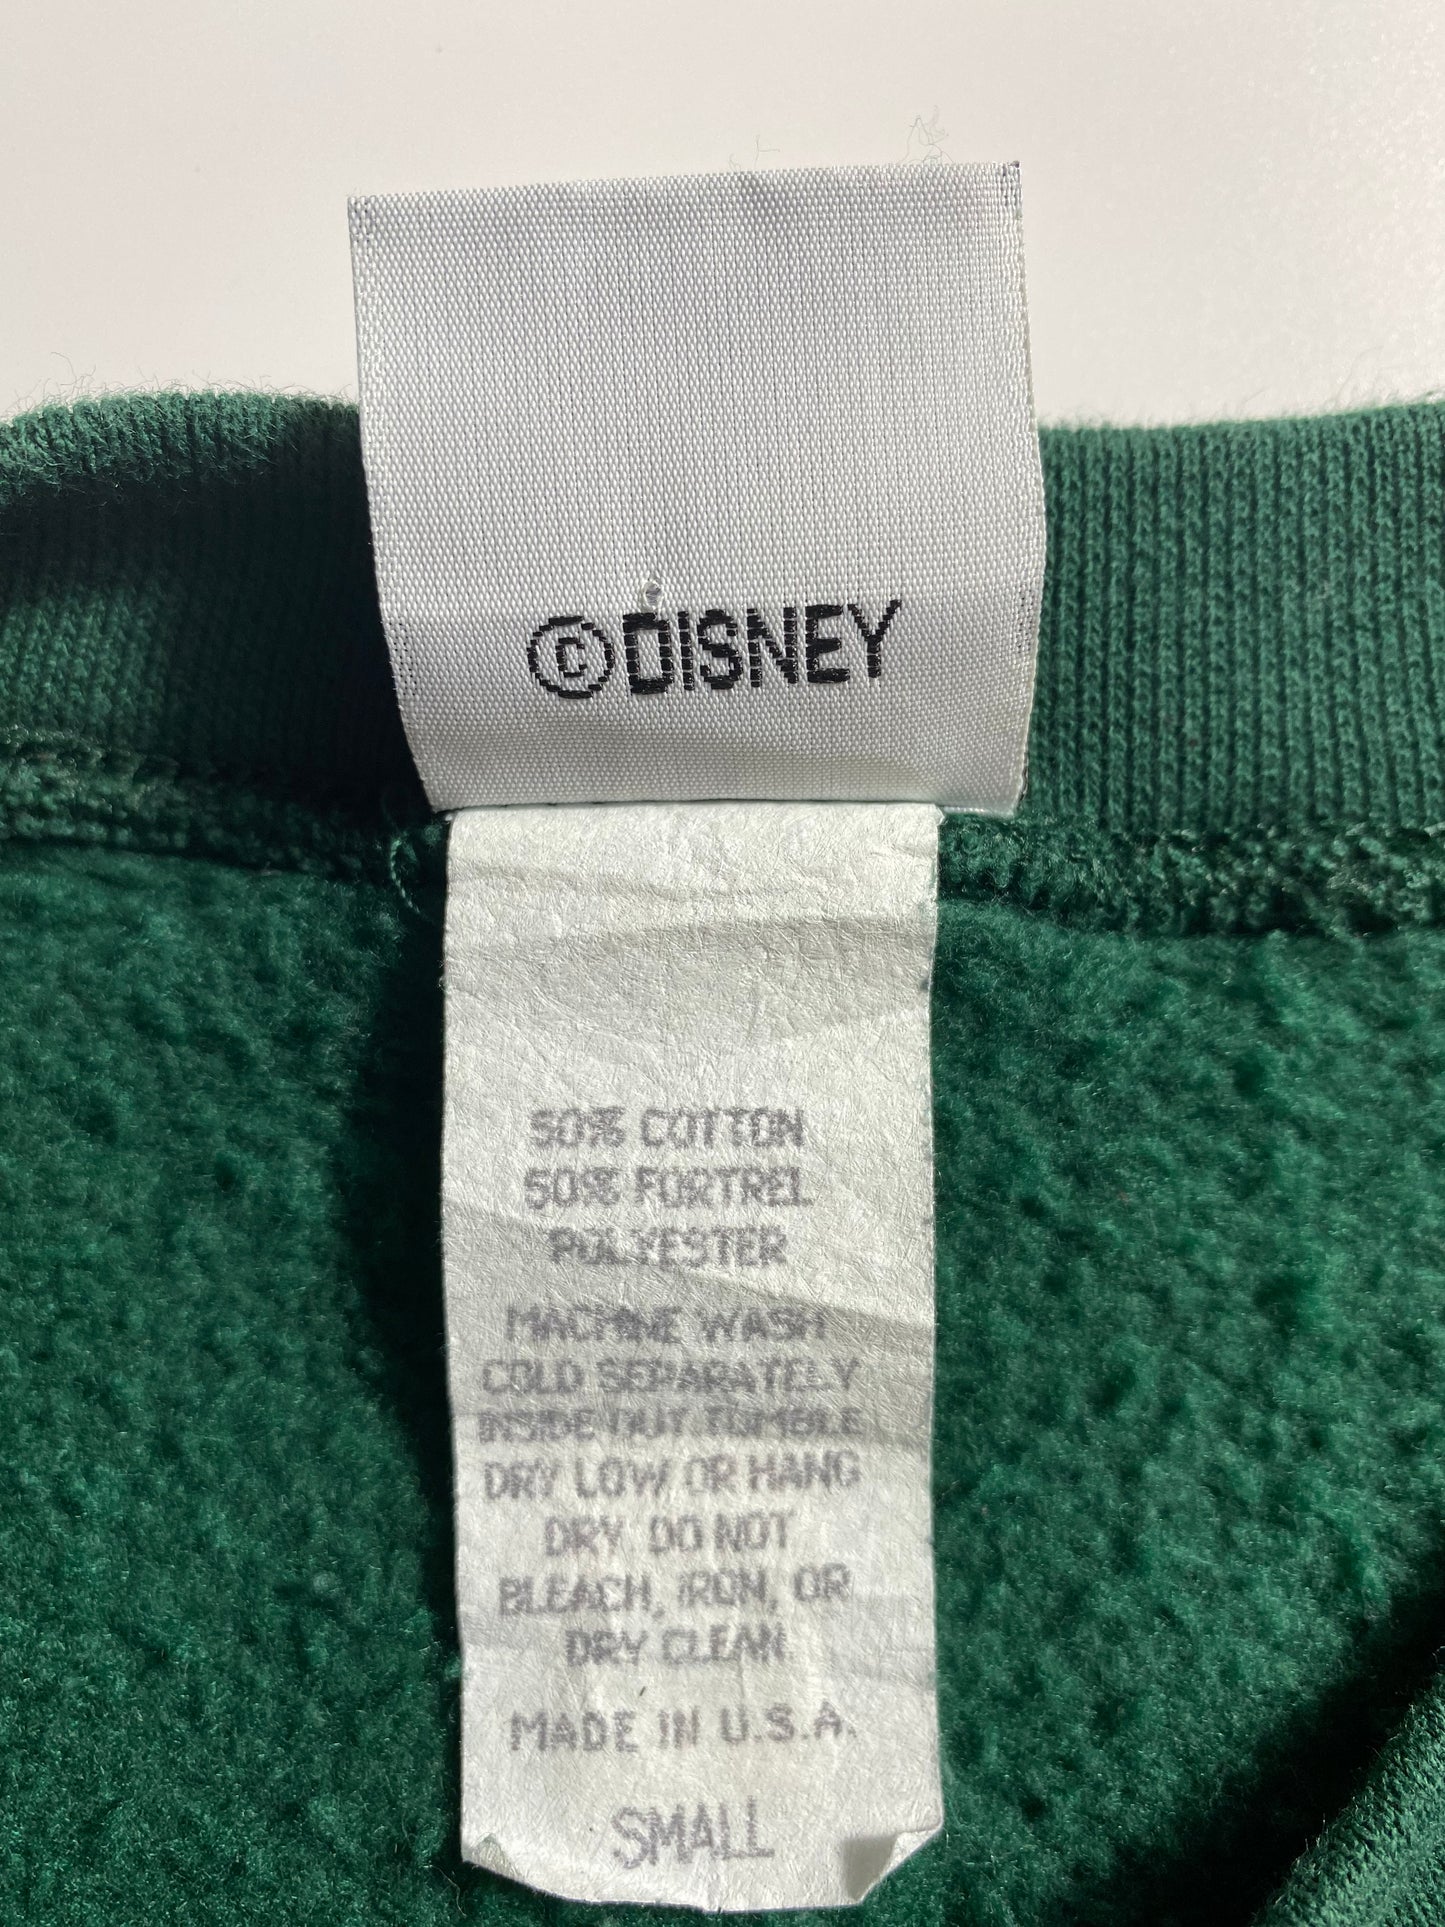 ©DISNEY
50% COTTON
50% FORTREL
POLYESTER
MACHINE WASH
COLD SEPARATELY
INSIDE OUT. TUMBLE
DRY LOW OR HANG
DRY. DO NOT
BLEACH, IRON, OR
DRY CLEAN.
MADE IN U.S.A.
SMALL